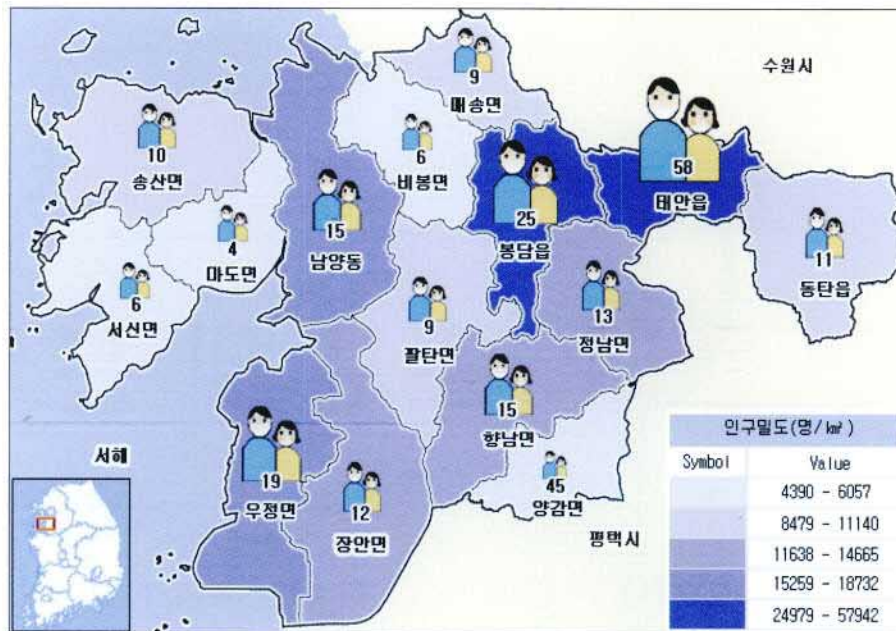 수원시
9
매송면
58
태안읍
10
송산면
6
비봉면
25
봉담읍
15
남양동
4
마도면
11
동탄읍
6
서신면
9
팔탄면
13
정남면
15
향남면
서해
19
우정면
12
장안면
45
양감면
평택시
인구밀도(명/㎢)
Symbol Value
4390 - 6057
8479 - 11140
11638 - 14665
15259 - 18732
24979 - 57942